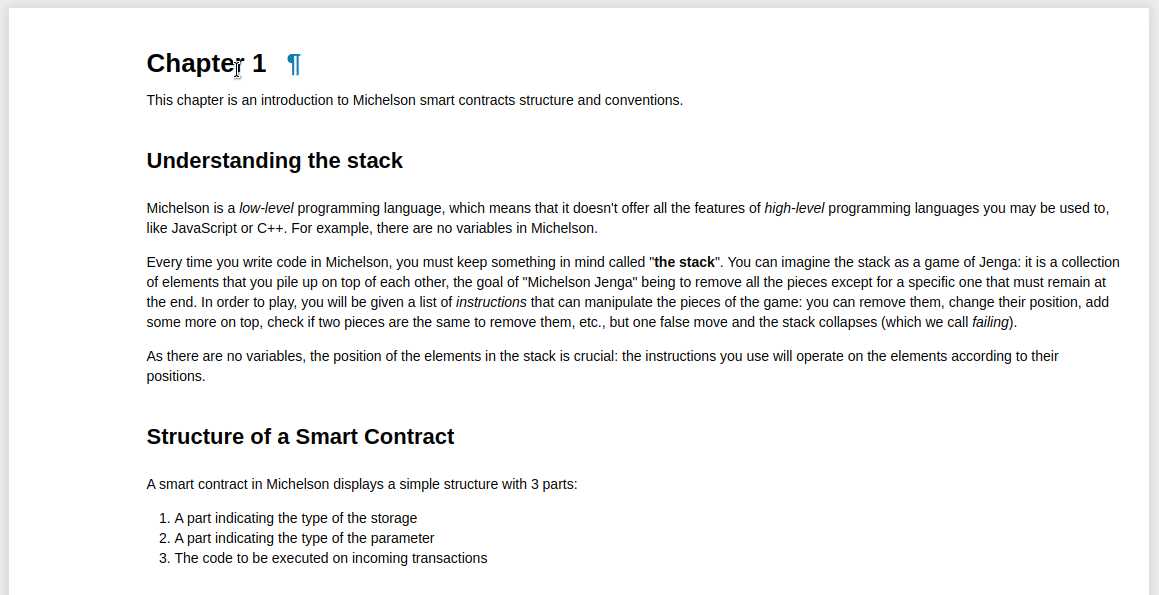 Chapter 1 ¶
This chapter is an introduction to Michelson smart contracts structure and conventions.
Understanding the stack
Michelson is a low-level programming language, which means that it doesn't offer all the features of high-level programming languages you may be used to,
like JavaScript or C++. For example, there are no variables in Michelson.
Every time you write code in Michelson, you must keep something in mind called "the stack". You can imagine the stack as a game of Jenga: it is a collection
of elements that you pile up on top of each other, the goal of "Michelson Jenga" being to remove all the pieces except for a specific one that must remain at
the end. In order to play, you will be given a list of instructions that can manipulate the pieces of the game: you can remove them, change their position, add
some more on top, check if two pieces are the same to remove them, etc., but one false move and the stack collapses (which we call failing).
As there are no variables, the position of the elements in the stack is crucial: the instructions you use will operate on the elements according to their
positions.
Structure of a Smart Contract
A smart contract in Michelson displays a simple structure with 3 parts:
1. A part indicating the type of the storage
2. A part indicating the type of the parameter
3. The code to be executed on incoming transactions